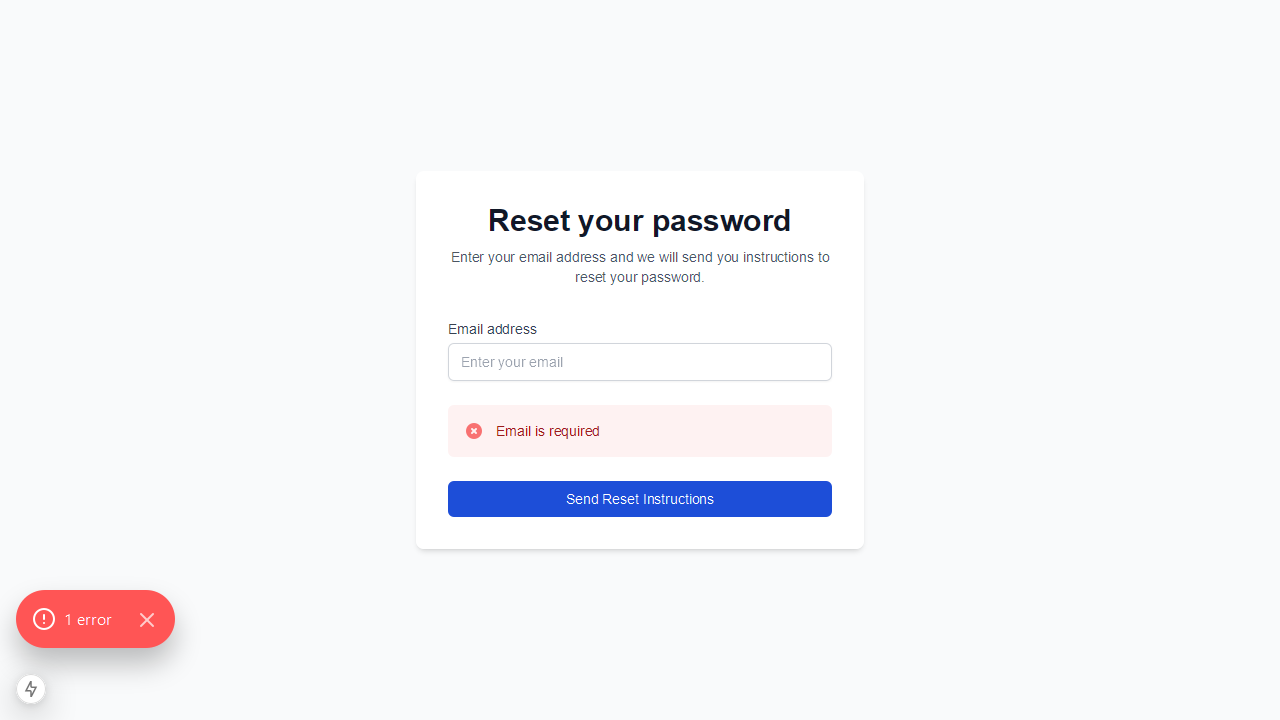 Reset your password
Enter your email address and we will send you instructions to
reset your password.
Email address
Enter your email
Email is required
Send Reset Instructions
1 error